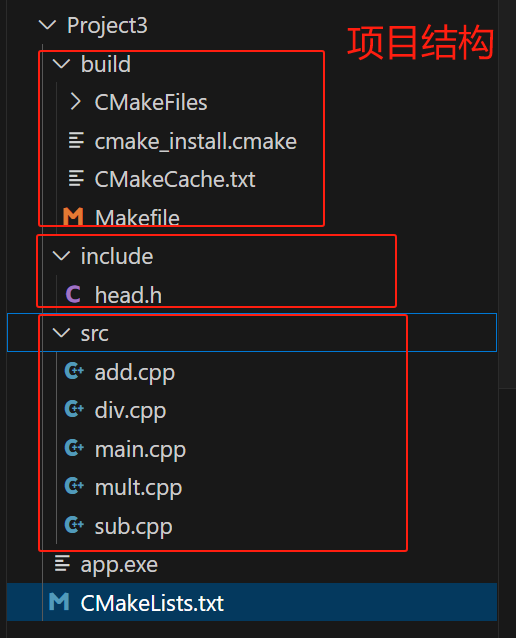 Project3
项目结构
build
CMakeFiles
cmake_install.cmake
CMakeCache.txt
Makefile
include
head.h
src
add.cpp
div.cpp
main.cpp
mult.cpp
sub.cpp
app.exe
CMakeLists.txt